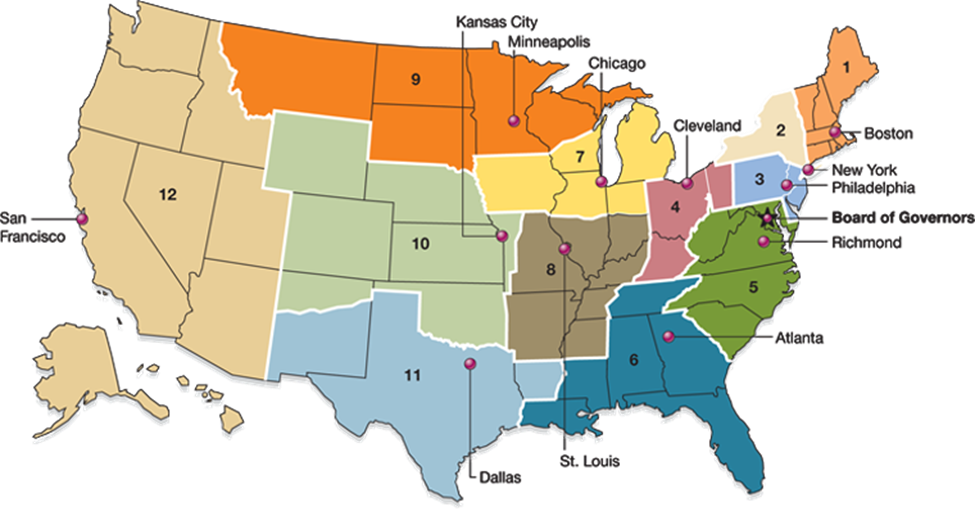 Kansas City
Minneapolis
Chicago
Cleveland
9
1
2
Boston
7
New York
3
Philadelphia
12
4
San
Francisco
Board of Governors
10
Richmond
8
5
Atlanta
6
11
St. Louis
Dallas